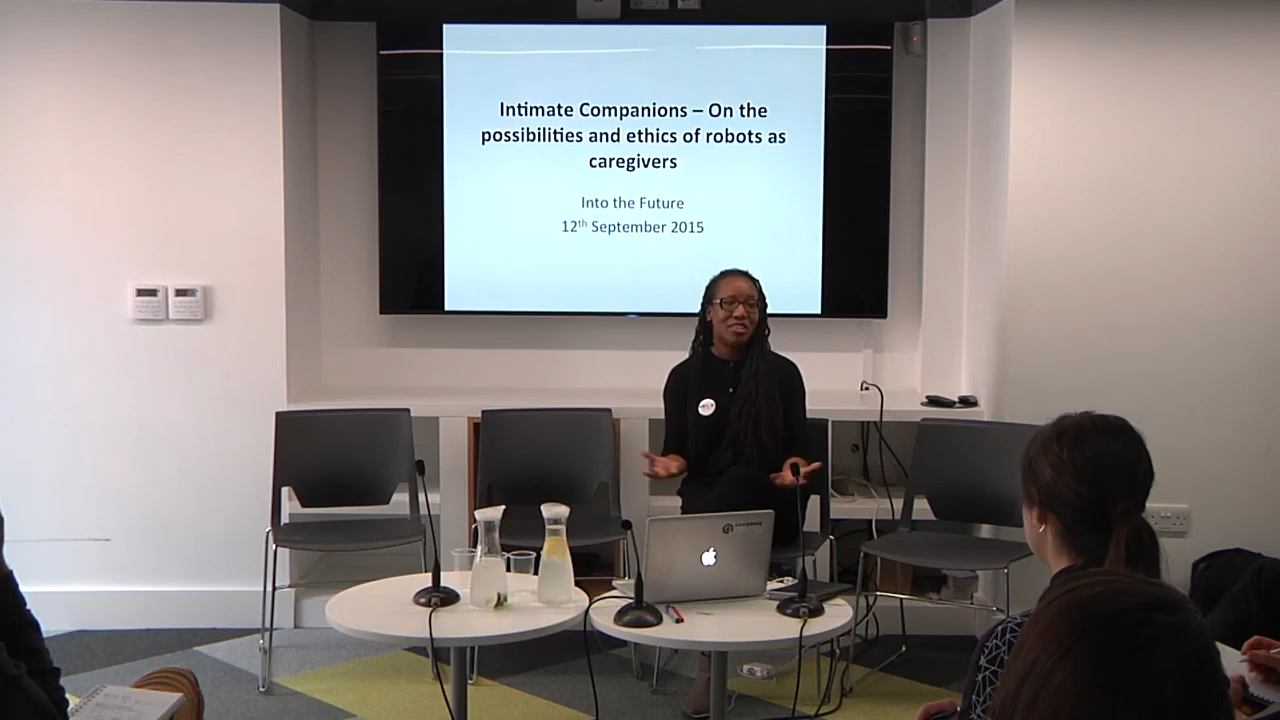 Intimate Companions – On the
possibilities and ethics of robots as
caregivers
Into the Future
12th September 2015